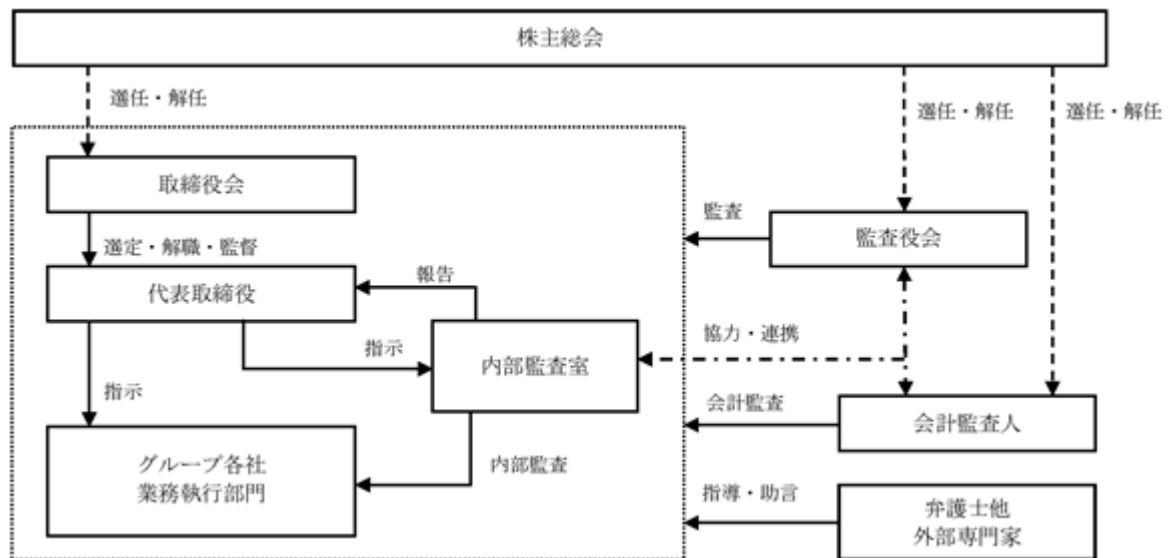 株主総会
選任・解任
選任・解任
選任・解任
取締役会
監査
監査役会
選定・解職・監督
代表取締役
報告
指示
内部監査室
協力・連携
指示
会計監査
会計監査人
グループ各社
業務執行部門
内部監査
指導・助言
弁護士他
外部専門家